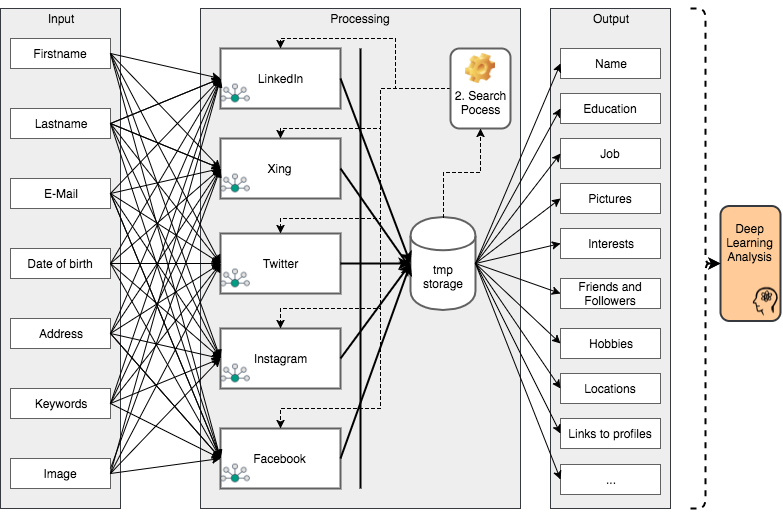 Input
Processing
Output
Firstname
Lastname
E-Mail
Date of birth
Address
Keywords
Image
LinkedIn
Xing
Twitter
Instagram
Facebook
2. Search
Pocess
tmp
storage
Name
Education
Job
Pictures
Interests
Friends and
Followers
Hobbies
Locations
Links to profiles
...
Deep
Learning
Analysis